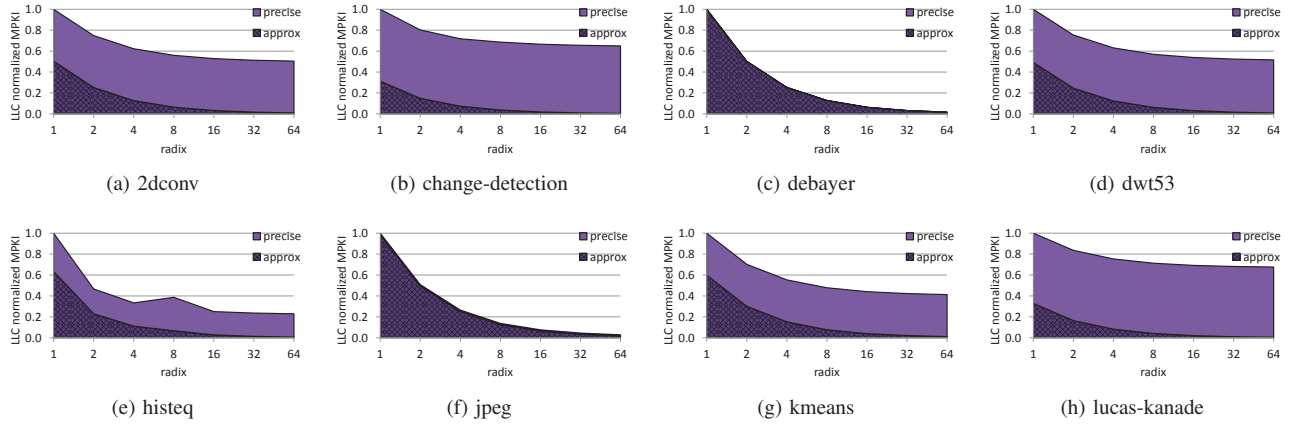 LLC normalized MPKI
1.0
0.8
0.6
0.4
0.2
0.0
precise
approx
1 2 4 8 16 32 64
radix
(a) 2dconv
LLC normalized MPKI
1.0
0.8
0.6
0.4
0.2
0.0
precise
approx
1 2 4 8 16 32 64
radix
(b) change-detection
LLC normalized MPKI
1.0
0.8
0.6
0.4
0.2
0.0
precise
approx
1 2 4 8 16 32 64
radix
(c) debayer
LLC normalized MPKI
1.0
0.8
0.6
0.4
0.2
0.0
precise
approx
1 2 4 8 16 32 64
radix
(d) dwt53
LLC normalized MPKI
1.0
0.8
0.6
0.4
0.2
0.0
precise
approx
1 2 4 8 16 32 64
radix
(e) histeq
LLC normalized MPKI
1.0
0.8
0.6
0.4
0.2
0.0
precise
approx
1 2 4 8 16 32 64
radix
(f) jpeg
LLC normalized MPKI
1.0
0.8
0.6
0.4
0.2
0.0
precise
approx
1 2 4 8 16 32 64
radix
(g) kmeans
LLC normalized MPKI
1.0
0.8
0.6
0.4
0.2
0.0
precise
approx
1 2 4 8 16 32 64
radix
(h) lucas-kanade